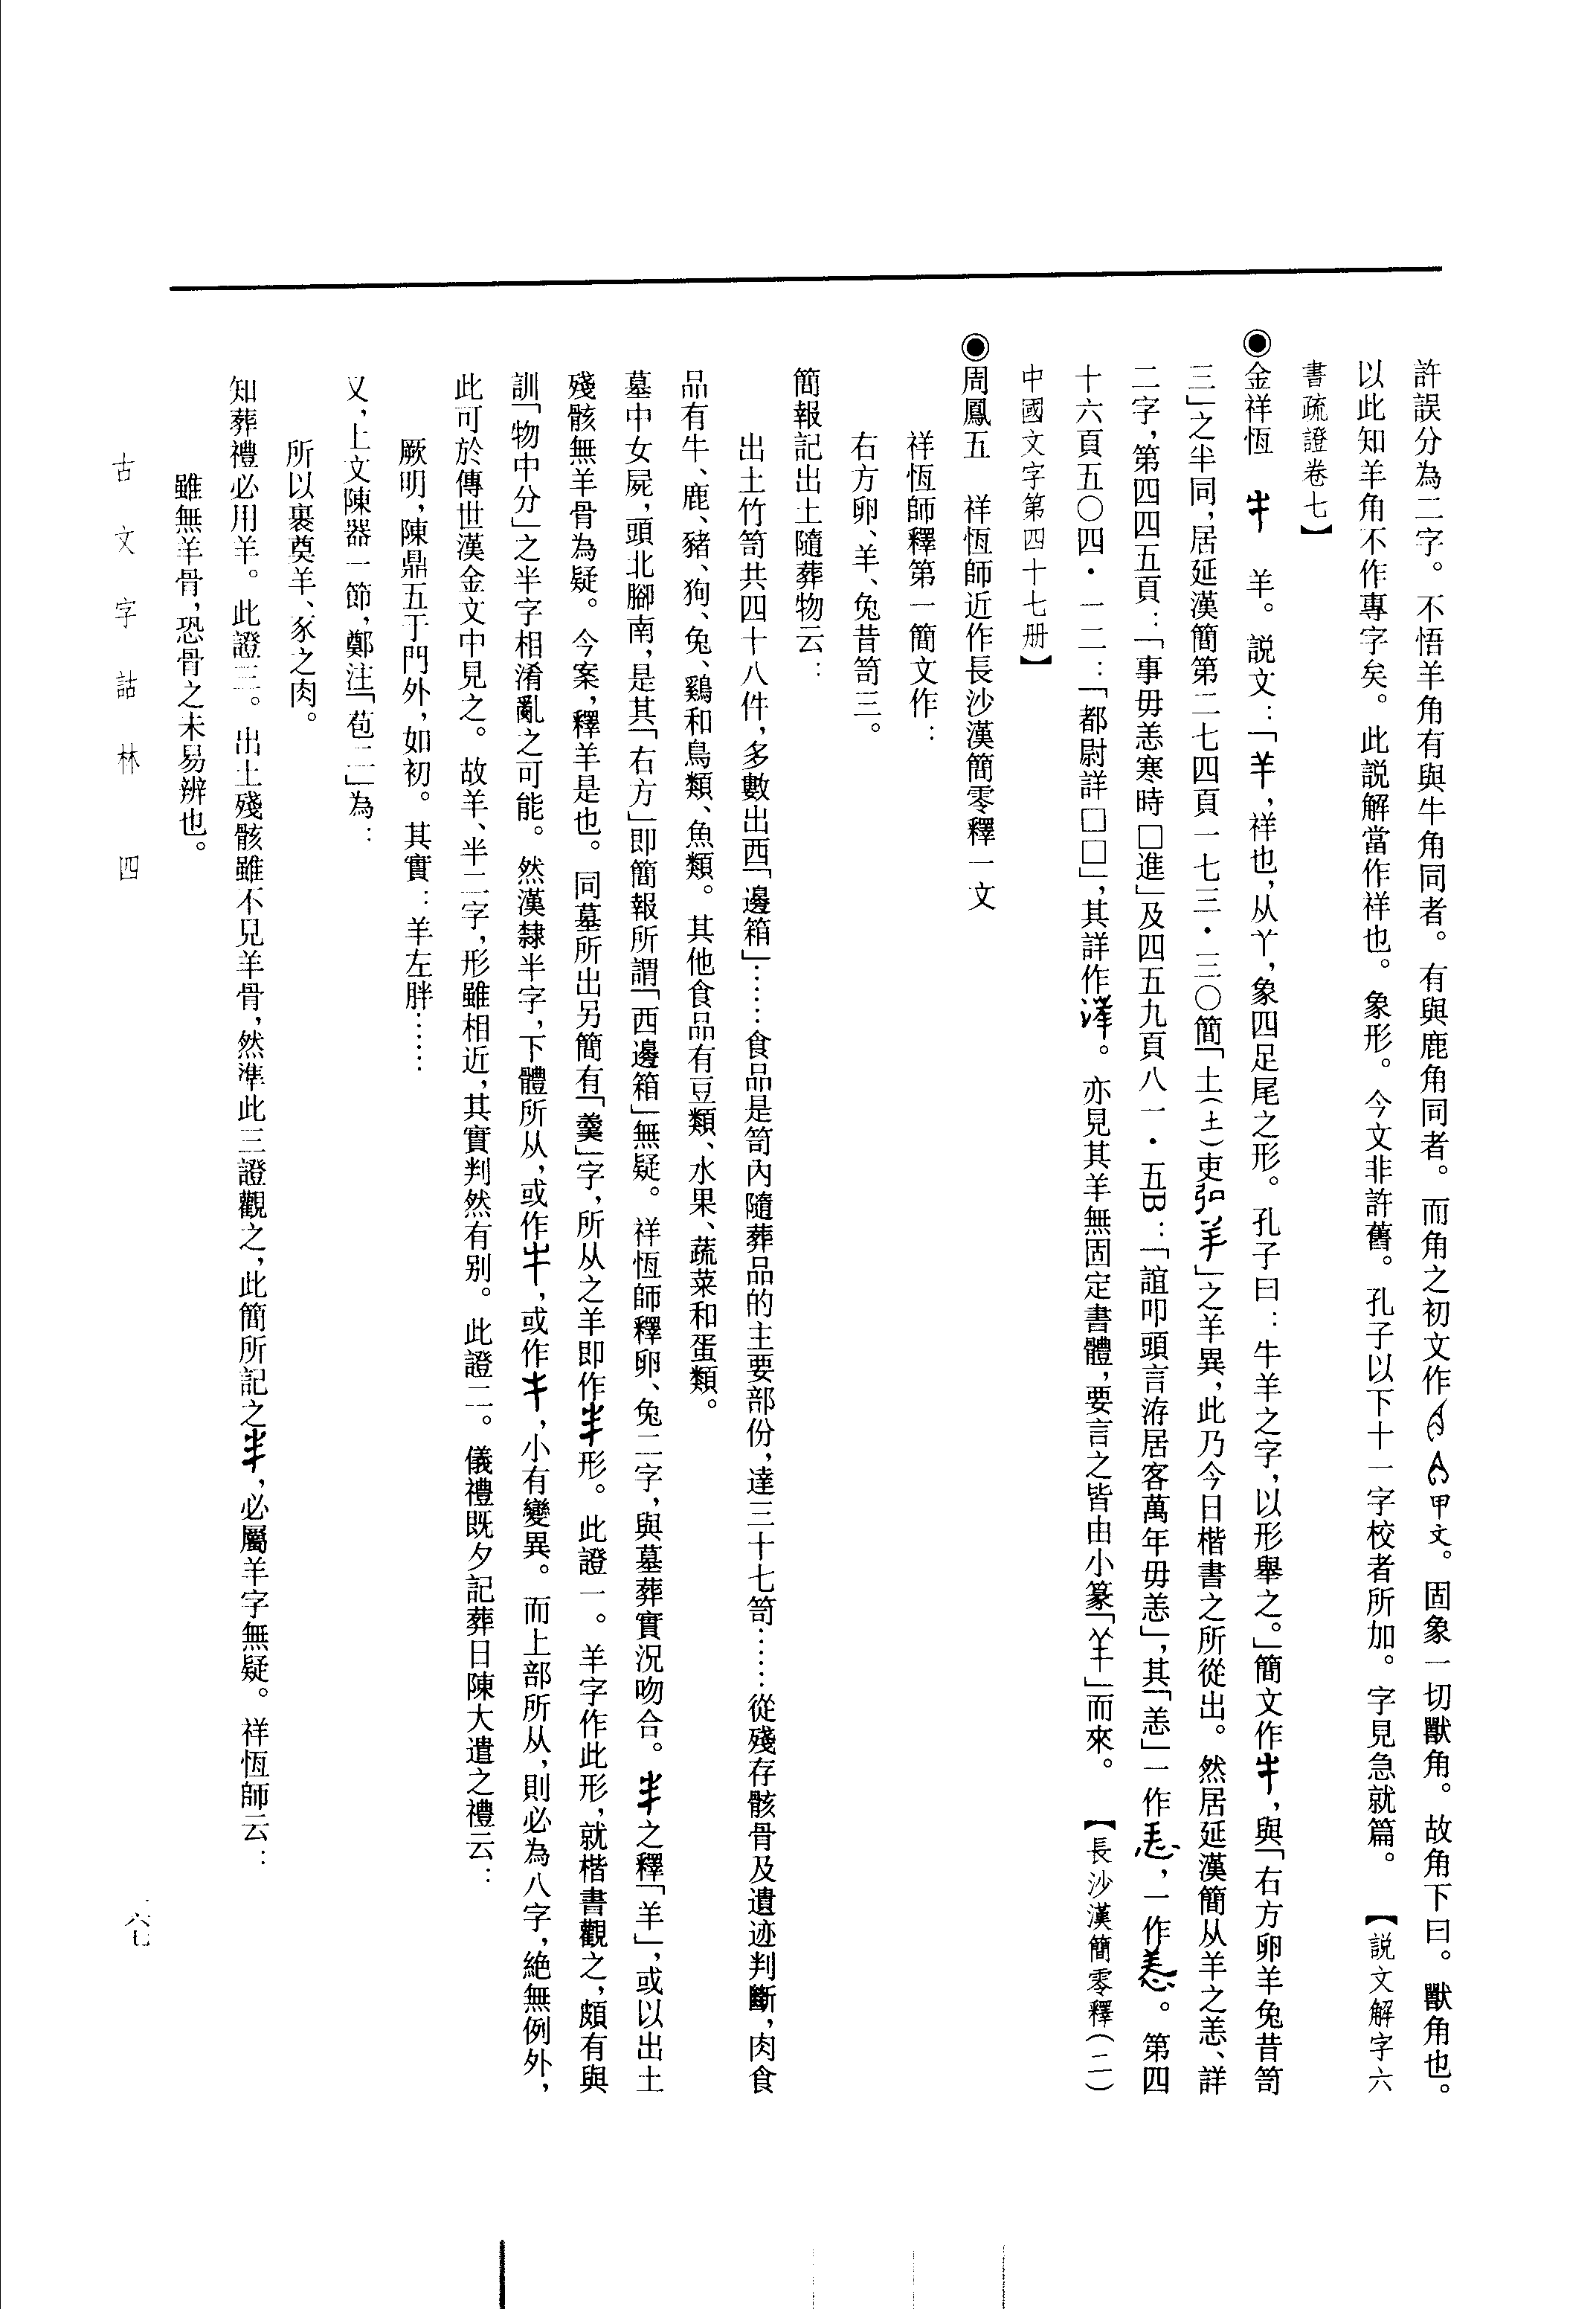 許誤分為二字。不悟羊角有與牛角同者。有與鹿角同者。而角之初文作甲文。固象一切獸角。故角下曰。獸角也。
以此知羊角不作專字矣。此説解當作祥也。象形。今文非許舊。孔子以下十一字校者所加。字見急就篇。【説文解字六
書疏證卷七】
◉金祥恆　羊。説文：「羊，祥也，从𦫳，象四足尾之形。孔子曰：牛羊之字，以形舉之。」簡文作，與「右方卵羊兔昔笥
三」之半同，居延漢簡第二七四頁一七三·三〇簡「土（士）吏弘羊」之羊異，此乃今日楷書之所從出。然居延漢簡从羊之恙、詳
二字，第四四五頁：「事毋恙寒時□進」及四五九頁八一·五B：「誼叩頭言洊居客萬年毋恙」，其「恙」一作，一作。第四
十六頁五〇四·一二：「都尉詳□□」，其詳作。亦見其羊無固定書體，要言之皆由小篆「羊」而來。【長沙漢簡零釋（二）
中國文字第四十七册】
◉周鳳五　祥恆師近作長沙漢簡零釋一文
祥恆師釋第一簡文作：
右方卵、羊、兔昔笥三。
簡報記出土隨葬物云：
出土竹笥共四十八件，多數出西「邊箱」……食品是笥內隨葬品的主要部份，達三十七笥……從殘存骸骨及遺迹判斷，肉食
品有牛、鹿、豬、狗、兔、鷄和鳥類、魚類。其他食品有豆類、水果、蔬菜和蛋類。
墓中女屍，頭北腳南，是其「右方」即簡報所謂「西邊箱」無疑。祥恆師釋卵、兔二字，與墓葬實況吻合。之釋「羊」，或以出土
殘骸無羊骨為疑。今案，釋羊是也。同墓所出另簡有「羹」字，所从之羊即作形。此證一。羊字作此形，就楷書觀之，頗有與
訓「物中分」之半字相淆亂之可能。然漢隸半字，下體所从，或作，或作，小有變異。而上部所从，則必為八字，絶無例外，
此可於傳世漢金文中見之。故羊、半二字，形雖相近，其實判然有别。此證二。儀禮既夕記葬日陳大遣之禮云：
厥明，陳鼎五于門外，如初。其實：羊左胖……
又，上文陳器一節，鄭注「苞二」為：
所以裹奠羊、豕之肉。
知葬禮必用羊。此證三。出土殘骸雖不見羊骨，然準此三證觀之，此簡所記之，必屬羊字無疑。祥恆師云：
雖無羊骨，恐骨之未易辨也。
古文字詁林　四
一六七